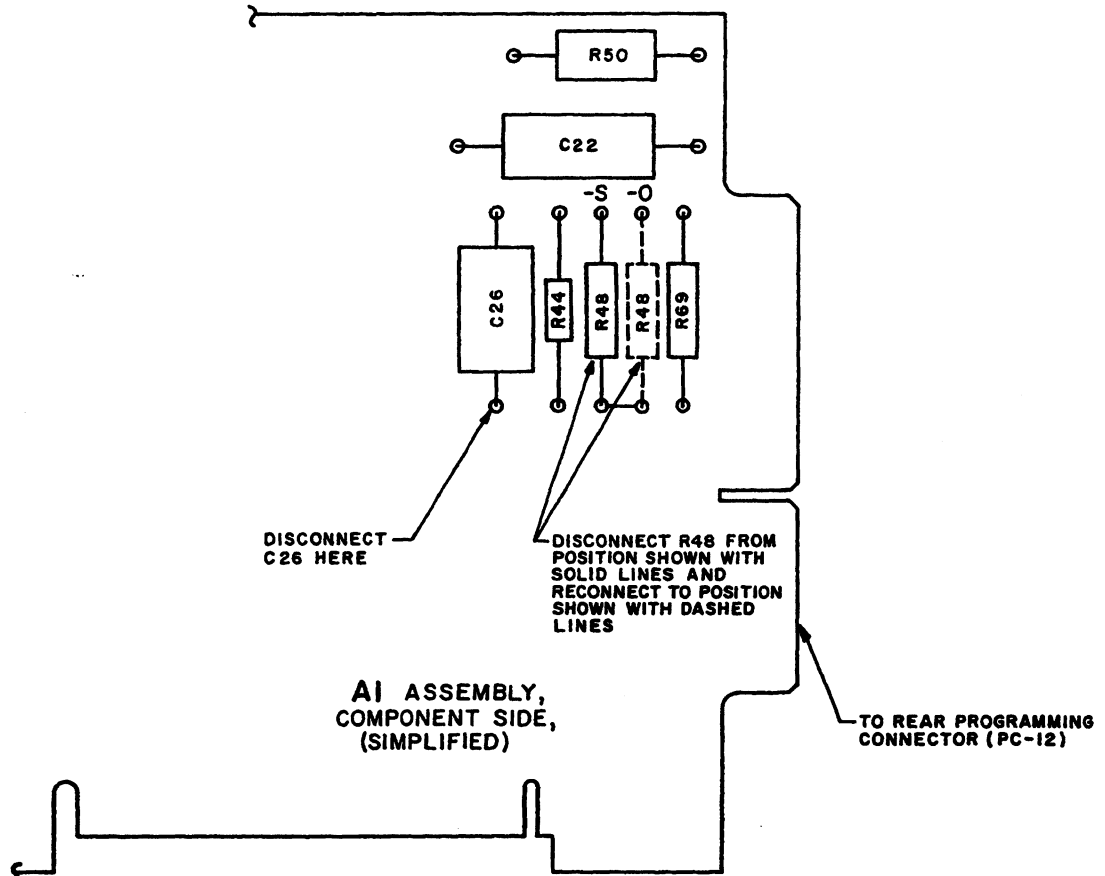 R50
C22
-S -O
C26
R44
R48
R48
R69
DISCONNECT
C26 HERE
DISCONNECT R48 FROM
POSITION SHOWN WITH
SOLID LINES AND
RECONNECT TO POSITION
SHOWN WITH DASHED
LINES
A1 ASSEMBLY,
COMPONENT SIDE,
(SIMPLIFIED)
TO REAR PROGRAMMING
CONNECTOR (PC-12)